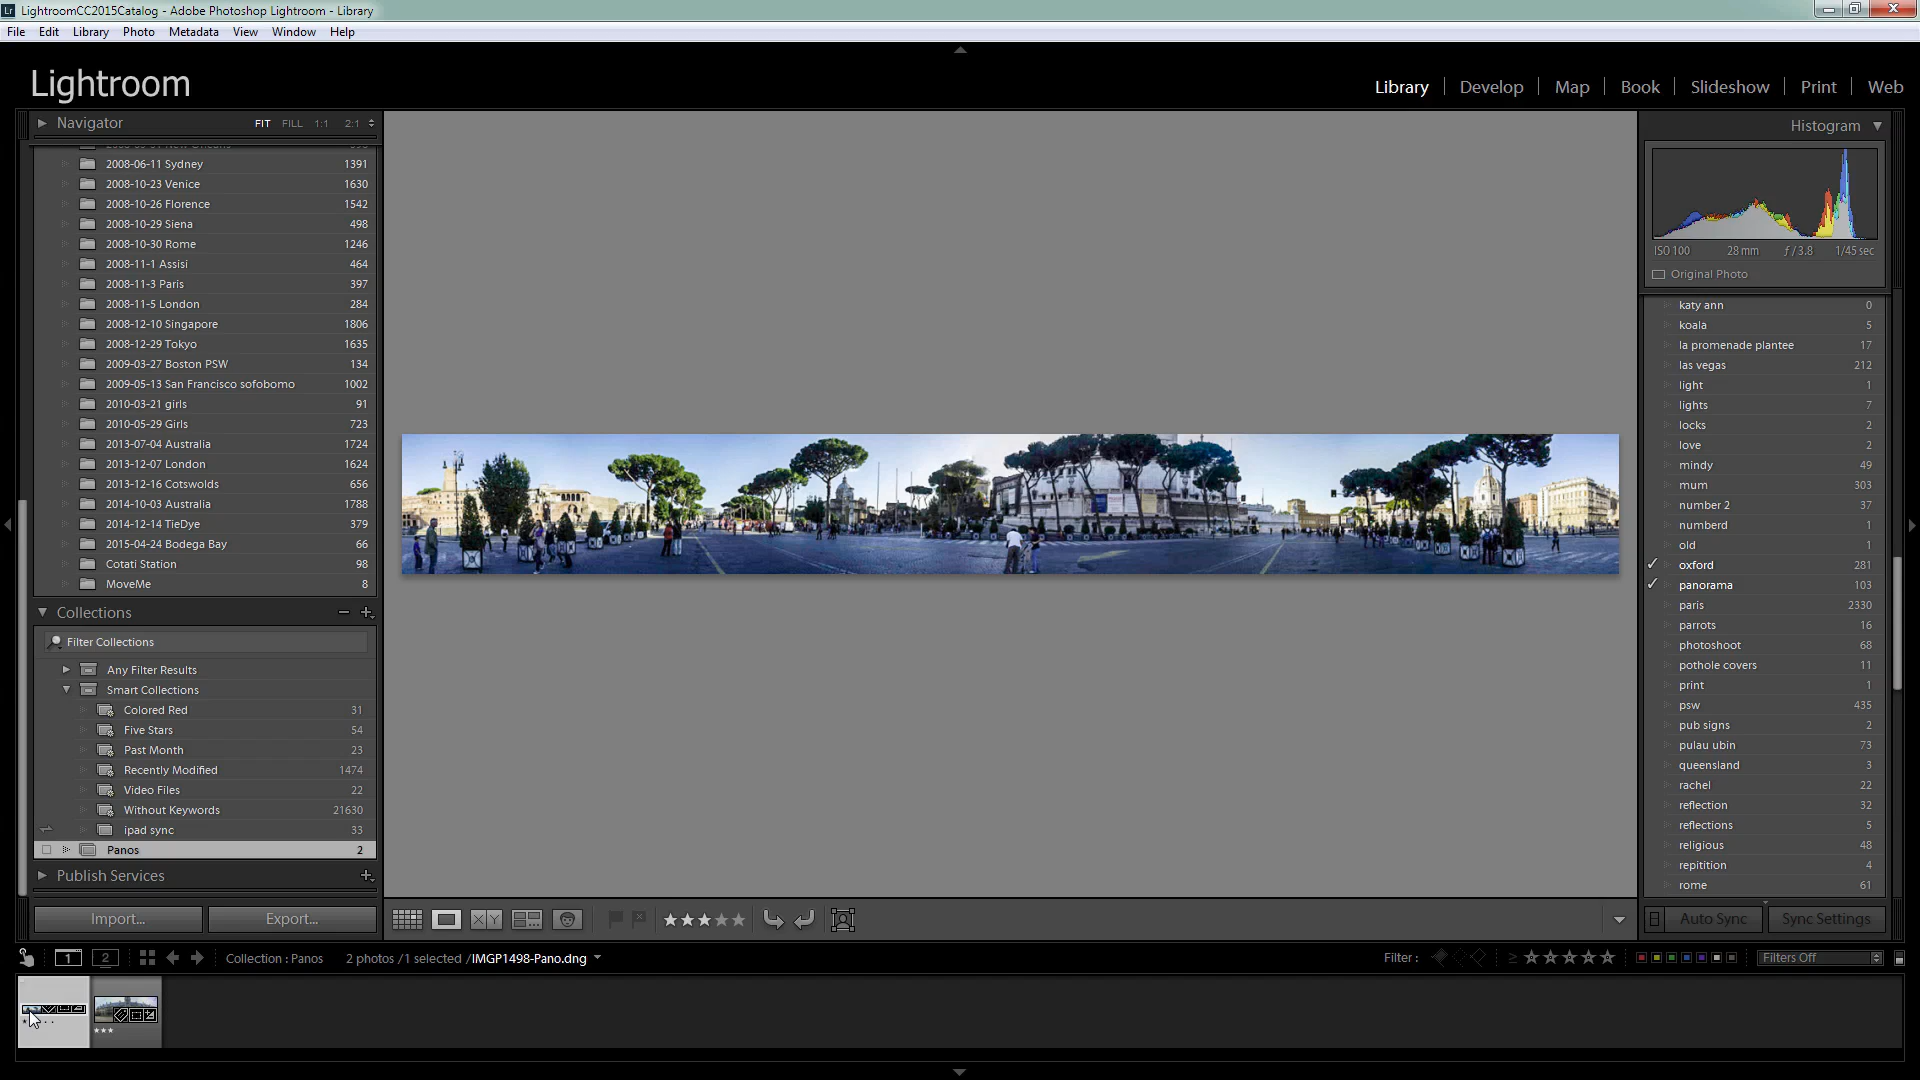 Lr LightroomCC2015Catalog - Adobe Photoshop Lightroom - Library
File Edit Library Photo Metadata View Window Help
Lightroom
Library Develop Map Book Slideshow Print Web
Navigator FIT FILL 1:1 2:1
2008-06-11 Sydney 1391
2008-10-23 Venice 1630
2008-10-26 Florence 1542
2008-10-29 Siena 498
2008-10-30 Rome 1246
2008-11-1 Assisi 464
2008-11-3 Paris 397
2008-11-5 London 284
2008-12-10 Singapore 1806
2008-12-29 Tokyo 1635
2009-03-27 Boston PSW 134
2009-05-13 San Francisco sofobomo 1002
2010-03-21 girls 91
2010-05-29 Girls 723
2013-07-04 Australia 1724
2013-12-07 London 1624
2013-12-16 Cotswolds 656
2014-10-03 Australia 1788
2014-12-14 TieDye 379
2015-04-24 Bodega Bay 66
Cotati Station 98
MoveMe 8
Collections
Filter Collections
Any Filter Results
Smart Collections
Colored Red 31
Five Stars 54
Past Month 23
Recently Modified 1474
Video Files 22
Without Keywords 21630
ipad sync 33
Panos 2
Publish Services
Import... Export...
Histogram
ISO 100 28 mm ƒ / 3.8 1/45 sec
Original Photo
katy ann 0
koala 5
la promenade plantee 17
las vegas 212
light 1
lights 7
locks 2
love 2
mindy 49
mum 303
number 2 37
numberd 1
old 1
oxford 281
panorama 103
paris 2330
parrots 16
photoshoot 68
pothole covers 11
print 1
psw 435
pub signs 2
pulau ubin 73
queensland 3
rachel 22
reflection 32
reflections 5
religious 48
repitition 4
rome 61
Auto Sync Sync Settings
X Y
1 2 Collection : Panos 2 photos / 1 selected / IMGP1498-Pano.dng Filter : Filters Off